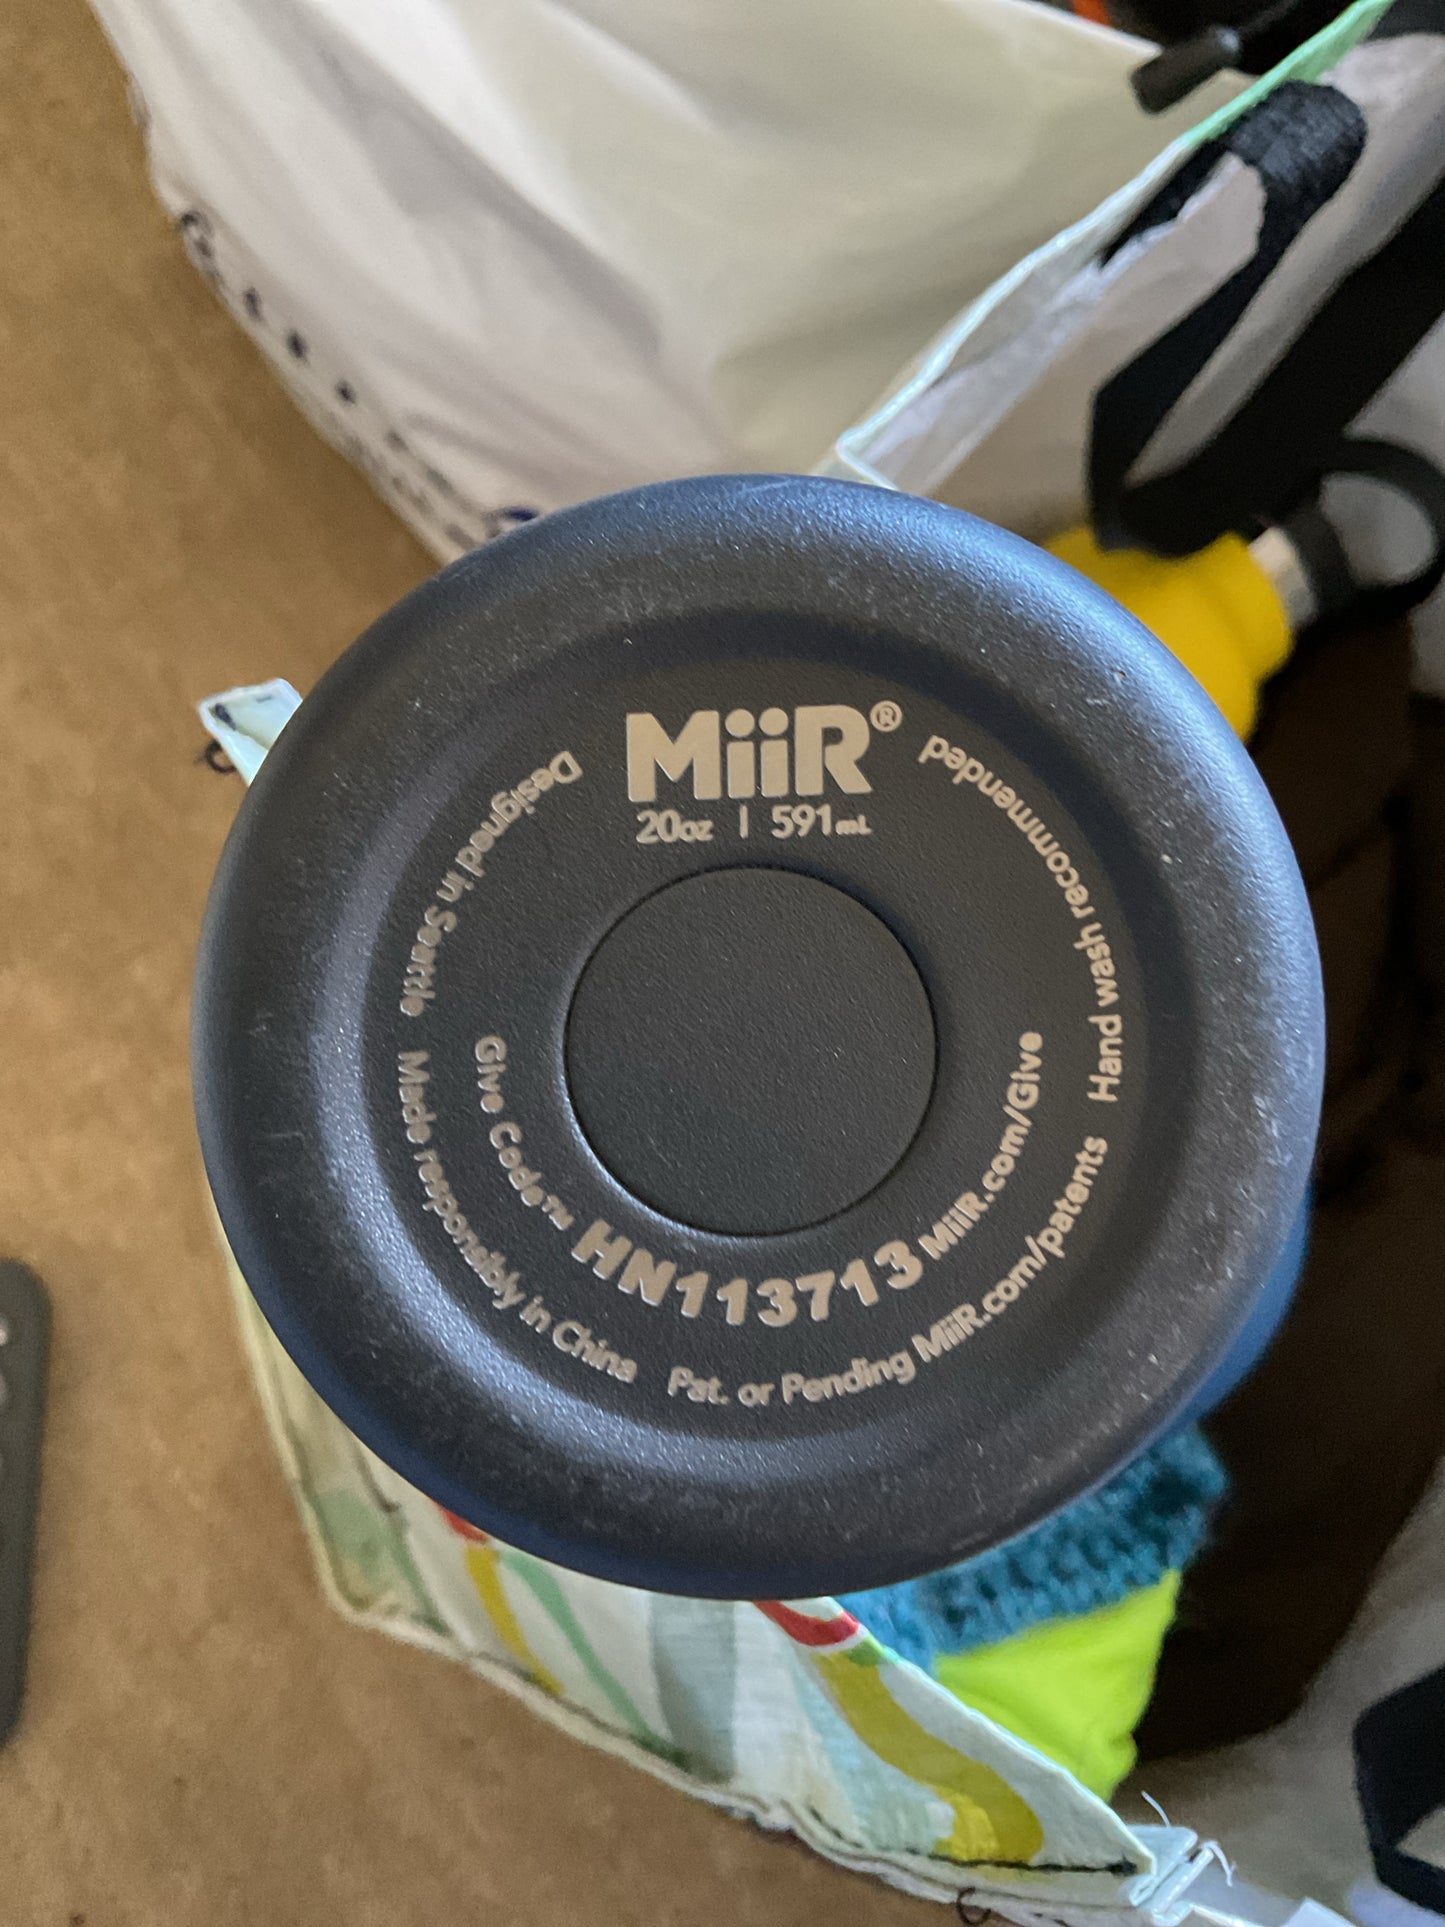 MiiR®
20oz | 591mL
Designed in Seattle
Made responsibly in China
Pat. or Pending MiiR.com/patents
Hand wash recommended
Give Code™ HN113713 MiiR.com/Give